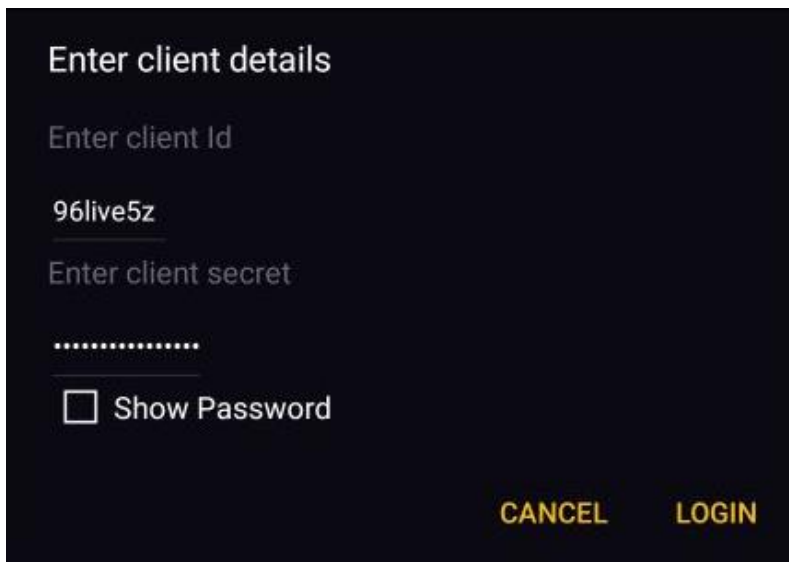 Enter client details
Enter client Id
96live5z
Enter client secret
••••••••••••••••
Show Password
CANCEL LOGIN